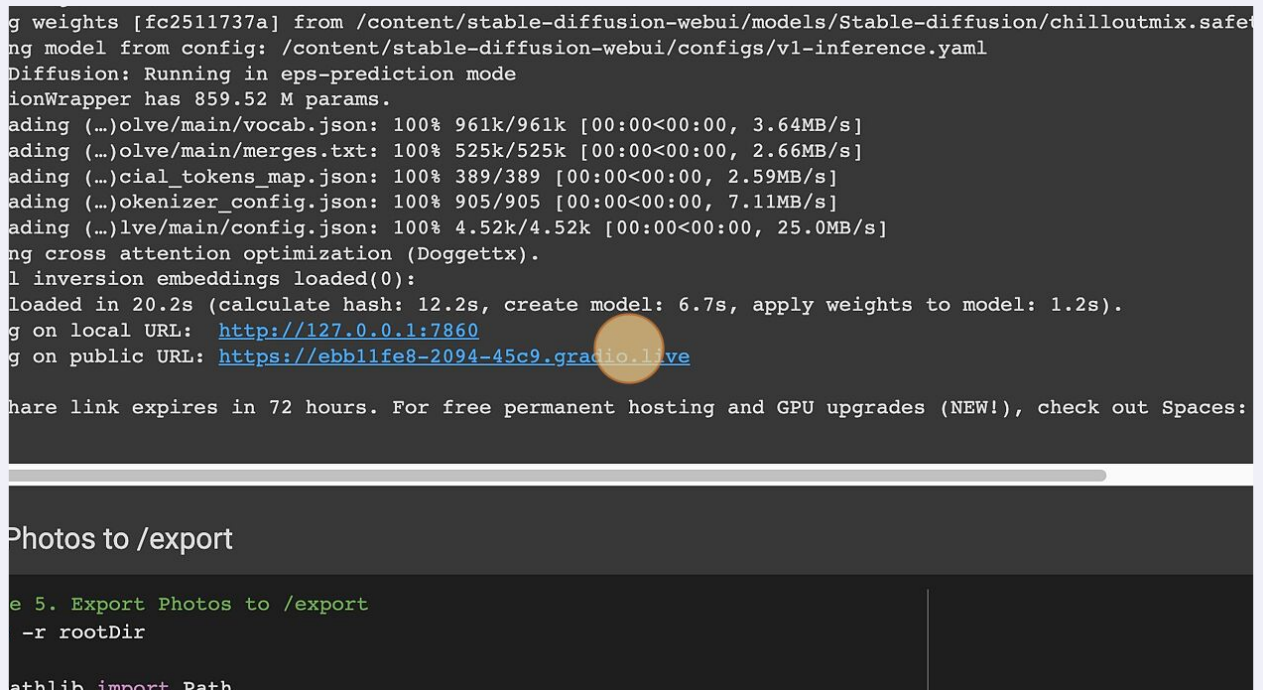 g weights [fc2511737a] from /content/stable-diffusion-webui/models/Stable-diffusion/chilloutmix.safet
ng model from config: /content/stable-diffusion-webui/configs/v1-inference.yaml
Diffusion: Running in eps-prediction mode
ionWrapper has 859.52 M params.
ading (…)olve/main/vocab.json: 100% 961k/961k [00:00<00:00, 3.64MB/s]
ading (…)olve/main/merges.txt: 100% 525k/525k [00:00<00:00, 2.66MB/s]
ading (…)cial_tokens_map.json: 100% 389/389 [00:00<00:00, 2.59MB/s]
ading (…)okenizer_config.json: 100% 905/905 [00:00<00:00, 7.11MB/s]
ading (…)lve/main/config.json: 100% 4.52k/4.52k [00:00<00:00, 25.0MB/s]
ng cross attention optimization (Doggettx).
l inversion embeddings loaded(0):
loaded in 20.2s (calculate hash: 12.2s, create model: 6.7s, apply weights to model: 1.2s).
g on local URL:  http://127.0.0.1:7860
g on public URL: https://ebb11fe8-2094-45c9.gradio.live
hare link expires in 72 hours. For free permanent hosting and GPU upgrades (NEW!), check out Spaces:
Photos to /export
e 5. Export Photos to /export
-r rootDir
athlib import Path